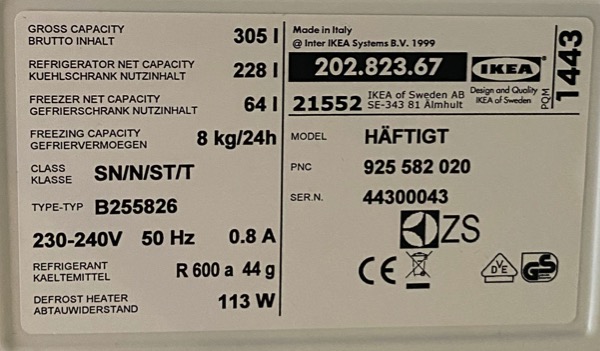 GROSS CAPACITY
BRUTTO INHALT
305 l
REFRIGERATOR NET CAPACITY
KUEHLSCHRANK NUTZINHALT
228 l
FREEZER NET CAPACITY
GEFRIERSCHRANK NUTZINHALT
64 l
FREEZING CAPACITY
GEFRIERVERMOEGEN
8 kg/24h
CLASS
KLASSE
SN/N/ST/T
TYPE-TYP B255826
230-240V 50 Hz 0.8 A
REFRIGERANT
KAELTEMITTEL
R 600 a 44 g
DEFROST HEATER
ABTAUWIDERSTAND
113 W
Made in Italy
@ Inter IKEA Systems B.V. 1999
202.823.67
IKEA
Design and Quality
IKEA of Sweden
21552
IKEA of Sweden AB
SE-343 81 Älmhult
PQM
1443
MODEL HÄFTIGT
PNC 925 582 020
SER.N. 44300043
ZS
CE
DVE
GS